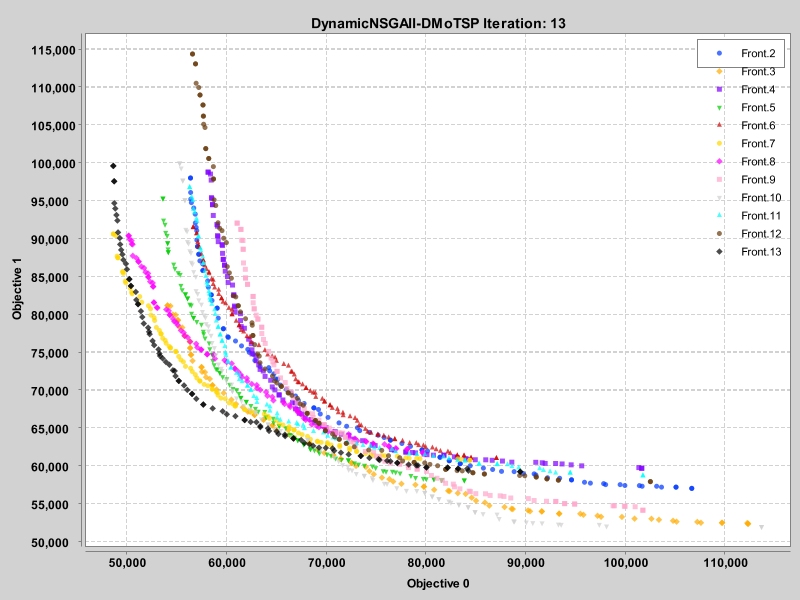 DynamicNSGAII-DMoTSP Iteration: 13
115,000
110,000
105,000
100,000
95,000
90,000
85,000
80,000
75,000
70,000
65,000
60,000
55,000
50,000
Objective 1
Front.2
Front.3
Front.4
Front.5
Front.6
Front.7
Front.8
Front.9
Front.10
Front.11
Front.12
Front.13
50,000 60,000 70,000 80,000 90,000 100,000 110,000
Objective 0